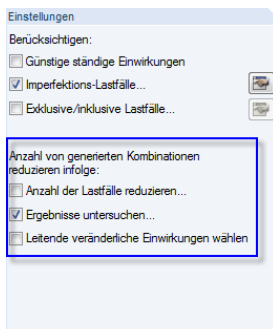 Einstellungen
Berücksichtigen:
Günstige ständige Einwirkungen
Imperfektions-Lastfälle...
Exklusive/inklusive Lastfälle...
Anzahl von generierten Kombinationen
reduzieren infolge:
Anzahl der Lastfälle reduzieren...
Ergebnisse untersuchen...
Leitende veränderliche Einwirkungen wählen